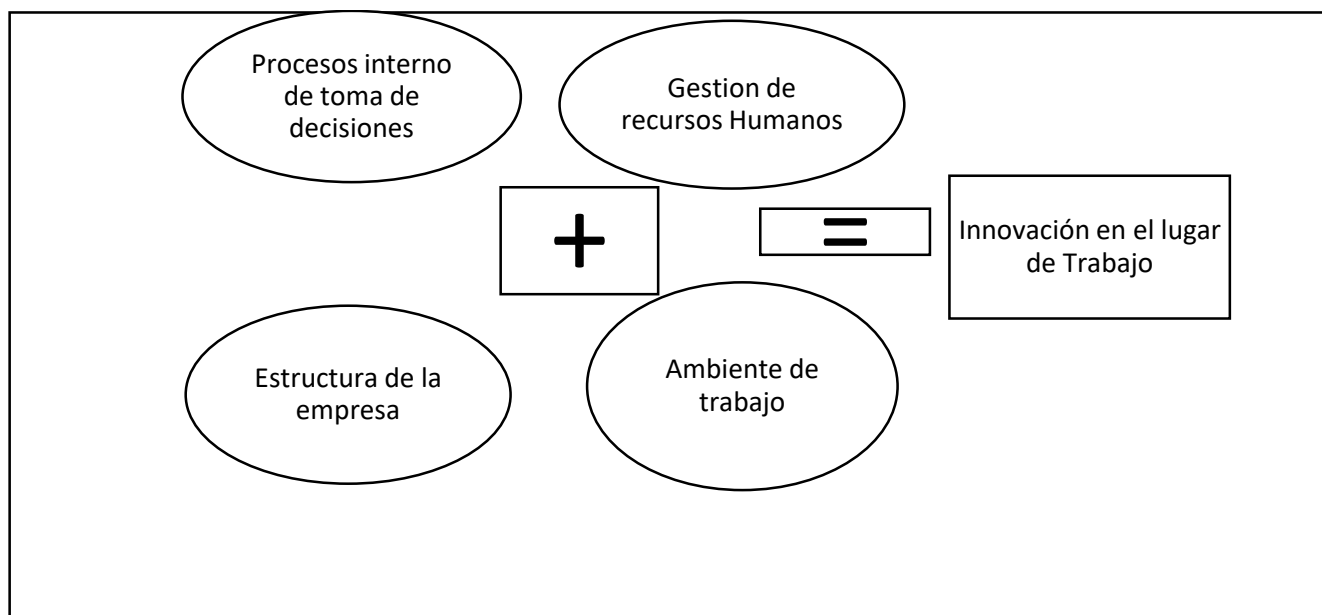 Procesos interno
de toma de
decisiones
Gestion de
recursos Humanos
+
=
Innovación en el lugar
de Trabajo
Estructura de la
empresa
Ambiente de
trabajo